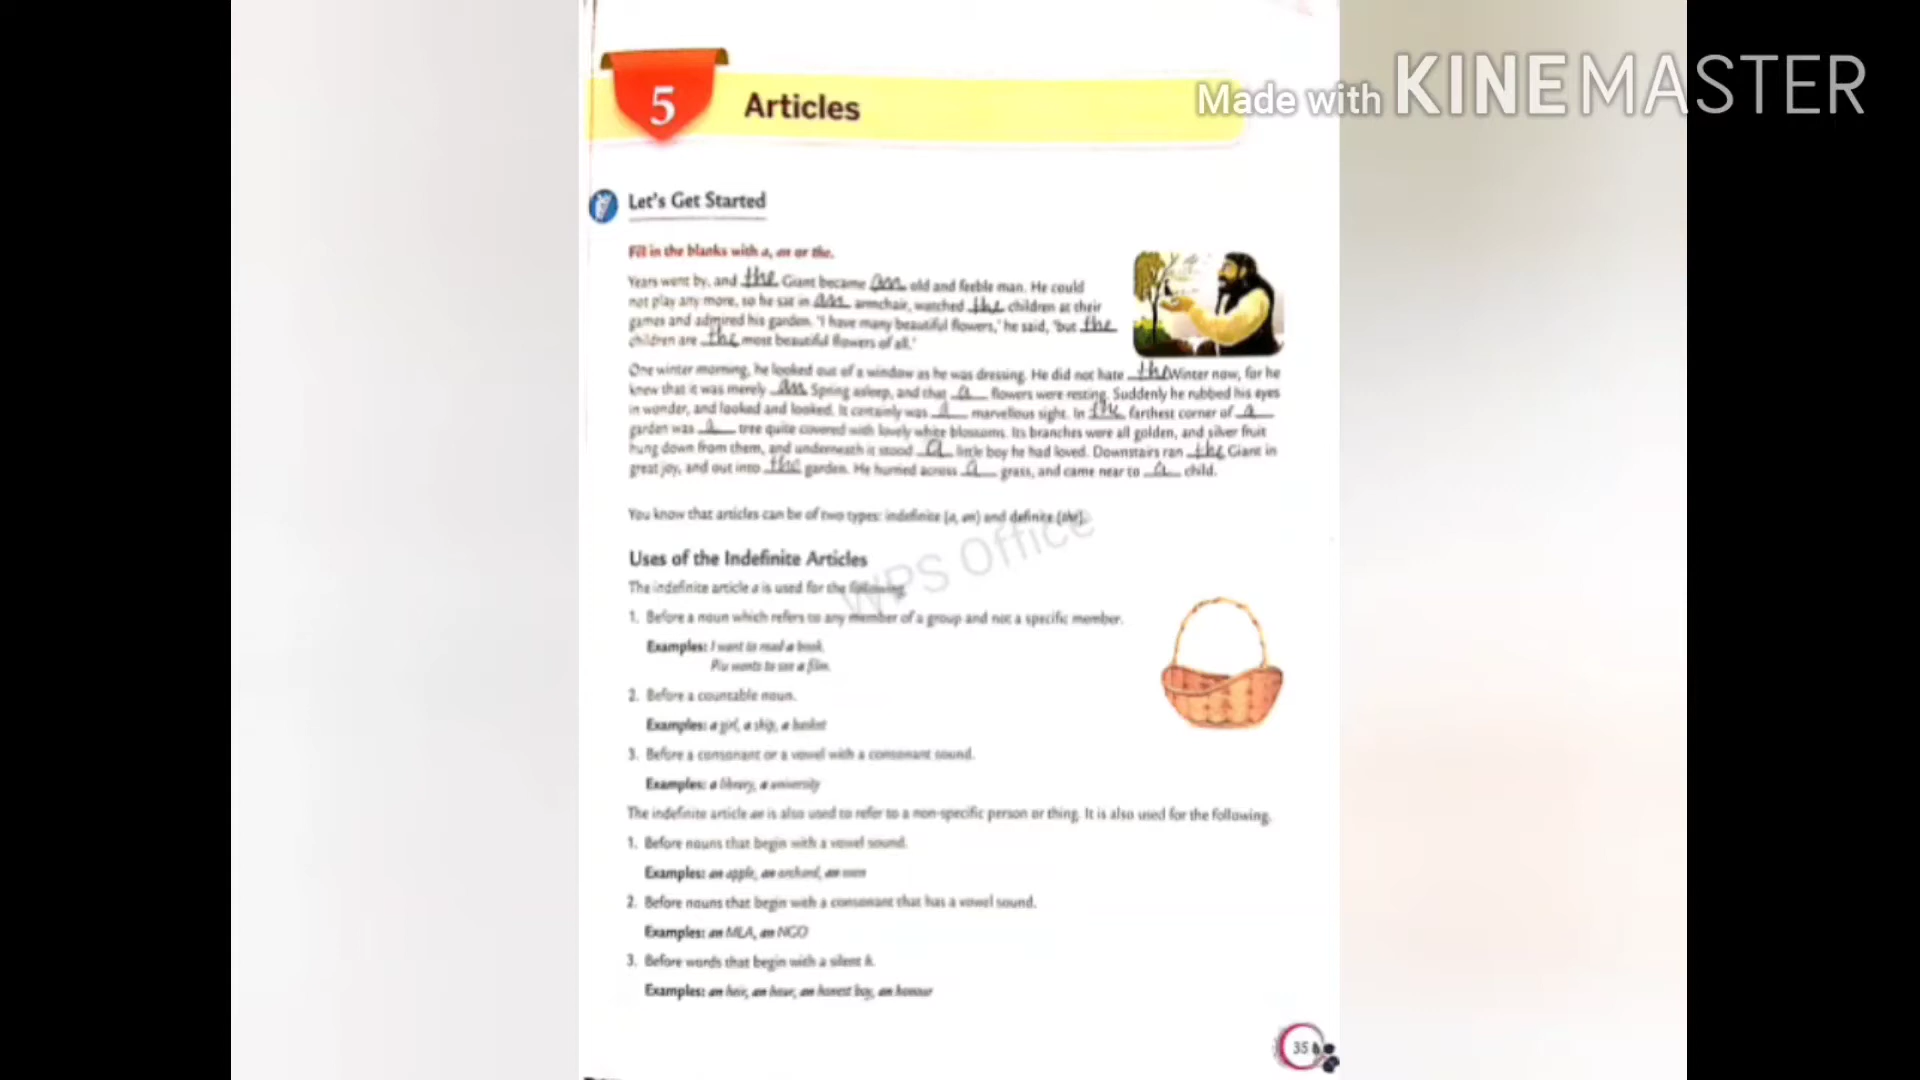 Made with KINEMASTER
5 Articles
Let's Get Started
Fill in the blanks with a, an or the.
Years went by, and the Giant became an old and feeble man. He could
not play any more, so he sat in an armchair, watched the children at their
games and admired his garden. 'I have many beautiful flowers,' he said, 'but the
children are the most beautiful flowers of all.'
One winter morning, he looked out of a window as he was dressing. He did not hate the Winter now, for he
knew that it was merely an Spring asleep, and that a flowers were resting. Suddenly he rubbed his eyes
in wonder, and looked and looked. It certainly was a marvellous sight. In the farthest corner of a
garden was a tree quite covered with lovely white blossoms. Its branches were all golden, and silver fruit
hung down from them, and underneath it stood a little boy he had loved. Downstairs ran the Giant in
great joy, and out into the garden. He hurried across a grass, and came near to a child.
You know that articles can be of two types: indefinite (a, an) and definite (the).
WPS Office
Uses of the Indefinite Articles
The indefinite article a is used for the following.
1. Before a noun which refers to any member of a group and not a specific member.
Examples: I want to read a book.
Piu wants to see a film.
2. Before a countable noun.
Examples: a girl, a ship, a basket
3. Before a consonant or a vowel with a consonant sound.
Examples: a library, a university
The indefinite article an is also used to refer to a non-specific person or thing. It is also used for the following.
1. Before nouns that begin with a vowel sound.
Examples: an apple, an orchard, an
2. Before nouns that begin with a consonant that has a vowel sound.
Examples: an MLA, an NGO
3. Before words that begin with a silent h.
Examples: an heir, an hour, an honest boy, an honour
35